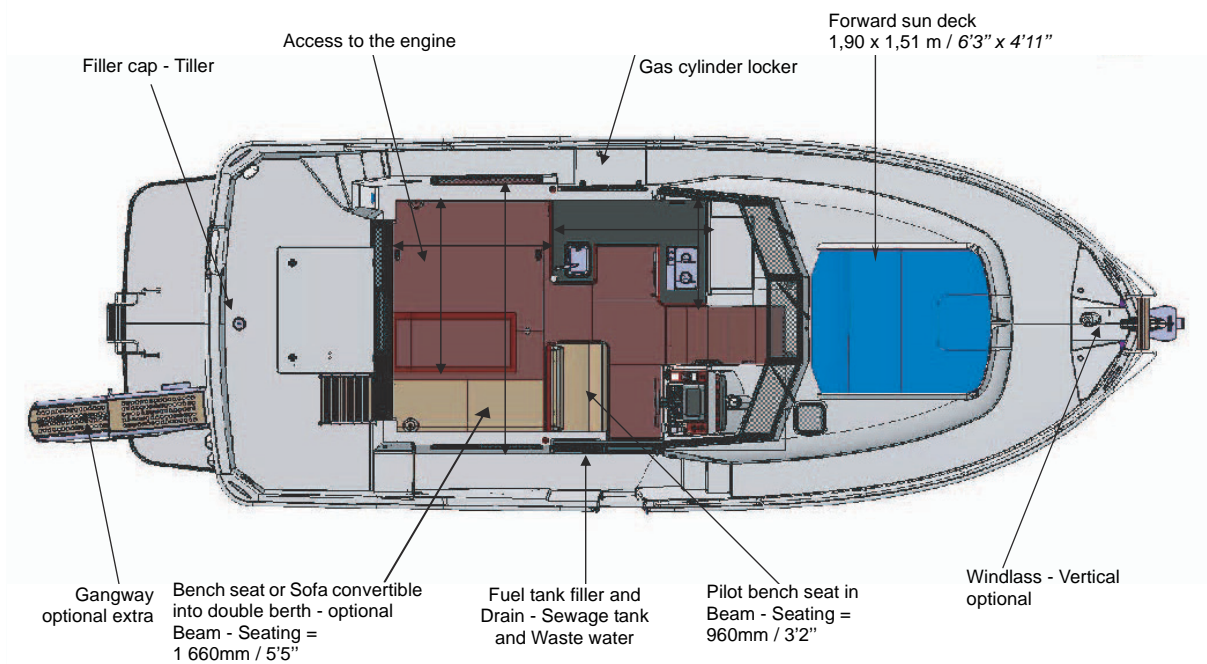 Forward sun deck
1,90 x 1,51 m / 6'3'' x 4'11''
Access to the engine
Filler cap - Tiller
Gas cylinder locker
Gangway
optional extra
Bench seat or Sofa convertible
into double berth - optional
Beam - Seating =
1 660mm / 5'5''
Fuel tank filler and
Drain - Sewage tank
and Waste water
Pilot bench seat in
Beam - Seating =
960mm / 3'2''
Windlass - Vertical
optional